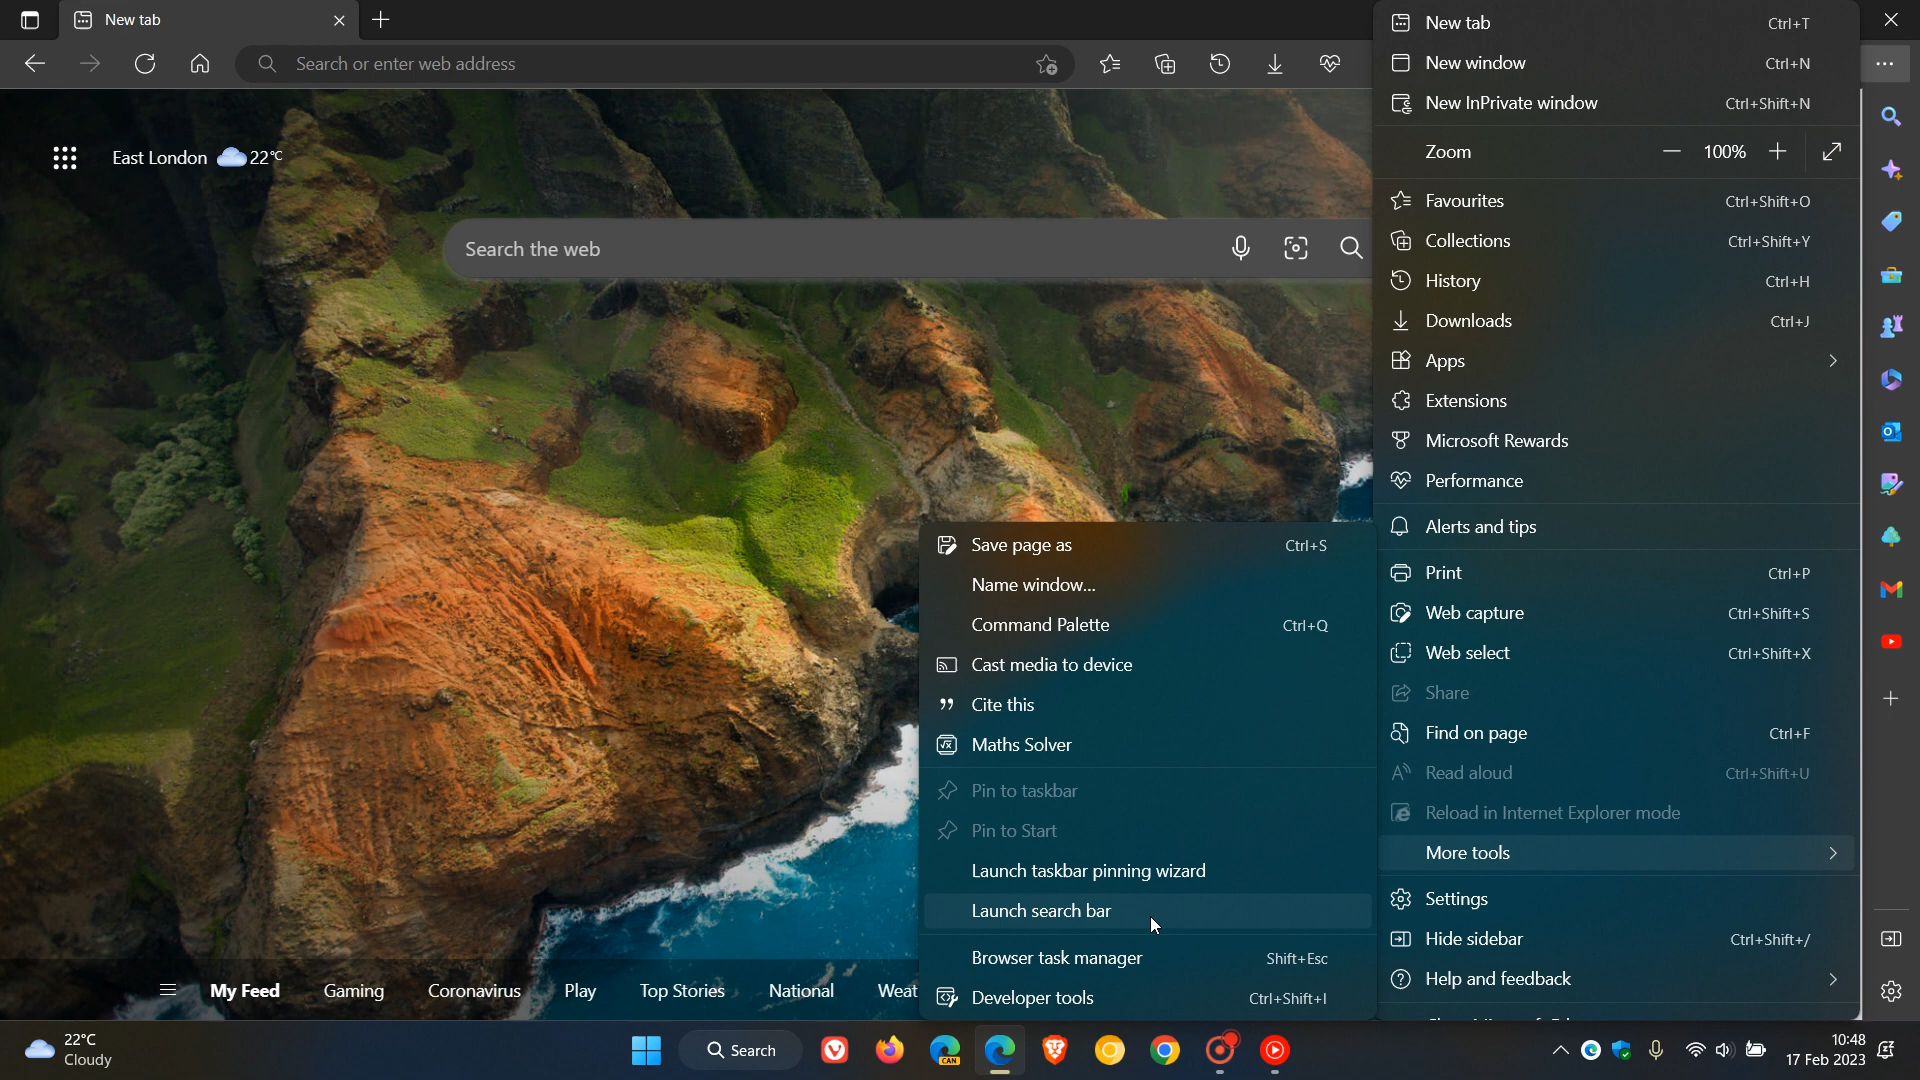 New tab
Search or enter web address
East London 22°C
Search the web
New tab Ctrl+T
New window Ctrl+N
New InPrivate window Ctrl+Shift+N
Zoom 100%
Favourites Ctrl+Shift+O
Collections Ctrl+Shift+Y
History Ctrl+H
Downloads Ctrl+J
Apps
Extensions
Microsoft Rewards
Performance
Alerts and tips
Print Ctrl+P
Web capture Ctrl+Shift+S
Web select Ctrl+Shift+X
Share
Find on page Ctrl+F
Read aloud Ctrl+Shift+U
Reload in Internet Explorer mode
More tools
Settings
Hide sidebar Ctrl+Shift+/
Help and feedback
Save page as Ctrl+S
Name window...
Command Palette Ctrl+Q
Cast media to device
Cite this
Maths Solver
Pin to taskbar
Pin to Start
Launch taskbar pinning wizard
Launch search bar
Browser task manager Shift+Esc
Developer tools Ctrl+Shift+I
My Feed Gaming Coronavirus Play Top Stories National Weat
22°C
Cloudy
Search
CAN
10:48
17 Feb 2023